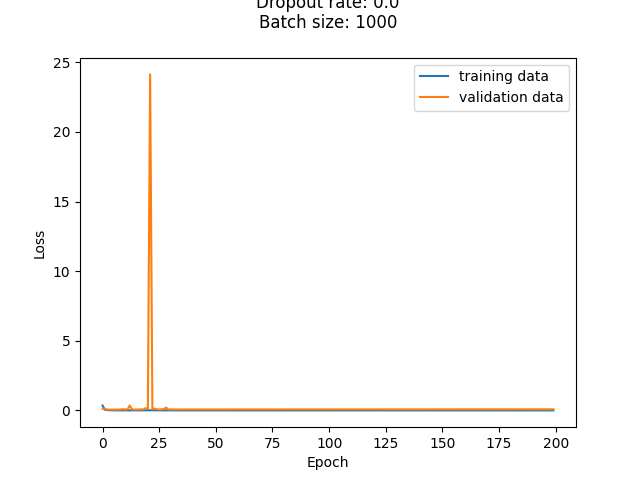 Dropout rate: 0.0
Batch size: 1000
training data
validation data
25
20
15
10
5
0
Loss
0
25
50
75
100
125
150
175
200
Epoch